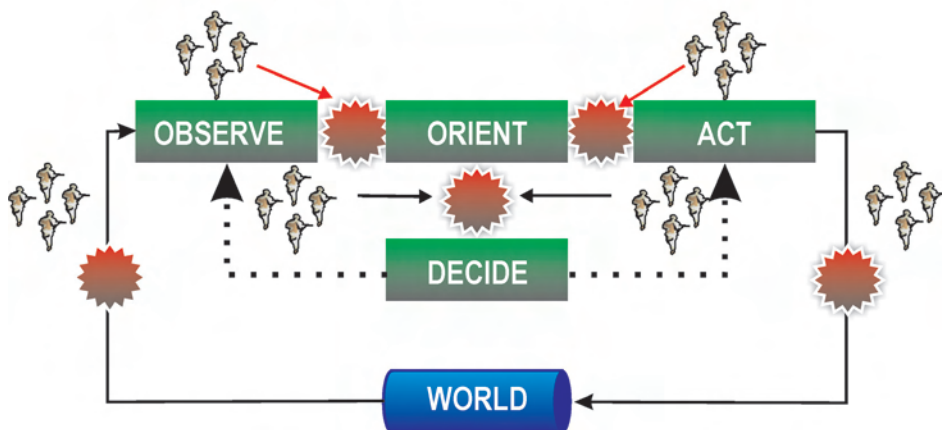 OBSERVE
ORIENT
ACT
DECIDE
WORLD